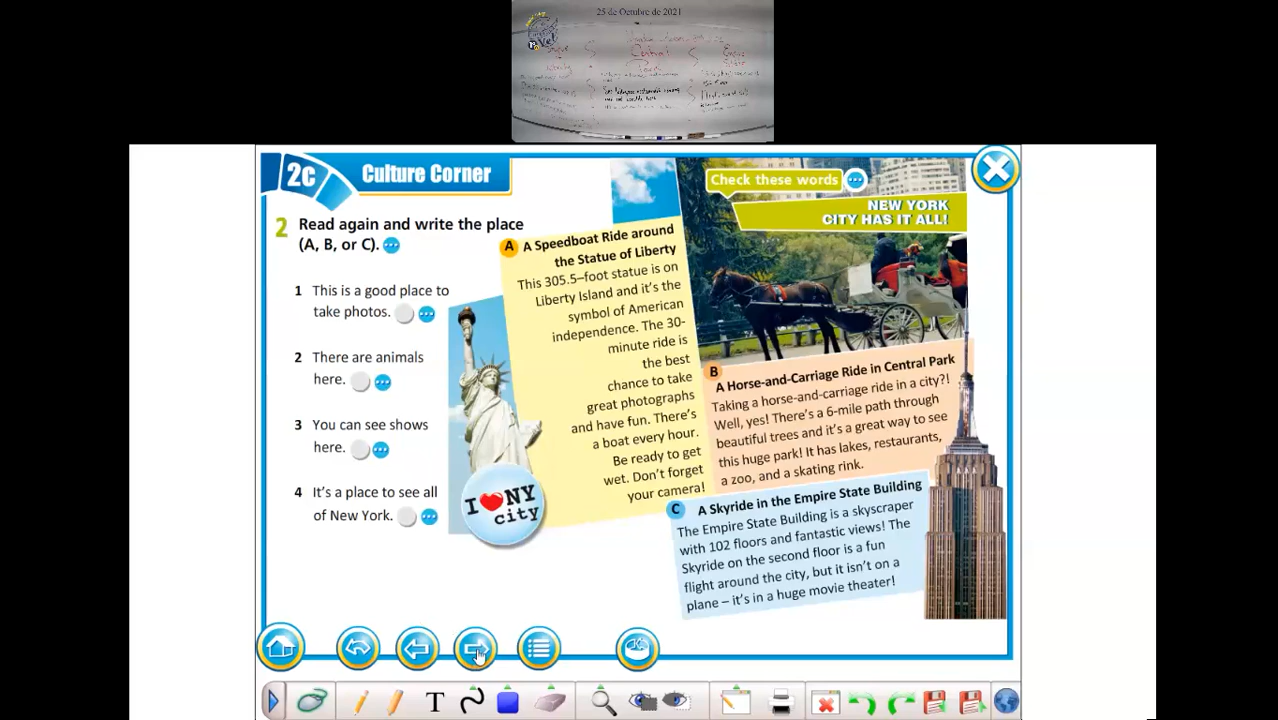 25 de Octubre de 2021
Central
Park
2c Culture Corner
2 Read again and write the place
(A, B, or C).
1 This is a good place to
take photos.
2 There are animals
here.
3 You can see shows
here.
4 It's a place to see all
of New York.
A A Speedboat Ride around
the Statue of Liberty
This 305.5–foot statue is on
Liberty Island and it's the
symbol of American
independence. The 30-
minute ride is
the best
chance to take
great photographs
and have fun. There's
a boat every hour.
Be ready to get
wet. Don't forget
your camera!
I ❤ NY
city
Check these words
NEW YORK
CITY HAS IT ALL!
B A Horse-and-Carriage Ride in Central Park
Taking a horse-and-carriage ride in a city?!
Well, yes! There's a 6-mile path through
beautiful trees and it's a great way to see
this huge park! It has lakes, restaurants,
a zoo, and a skating rink.
C A Skyride in the Empire State Building
The Empire State Building is a skyscraper
with 102 floors and fantastic views! The
Skyride on the second floor is a fun
flight around the city, but it isn't on a
plane – it's in a huge movie theater!
T